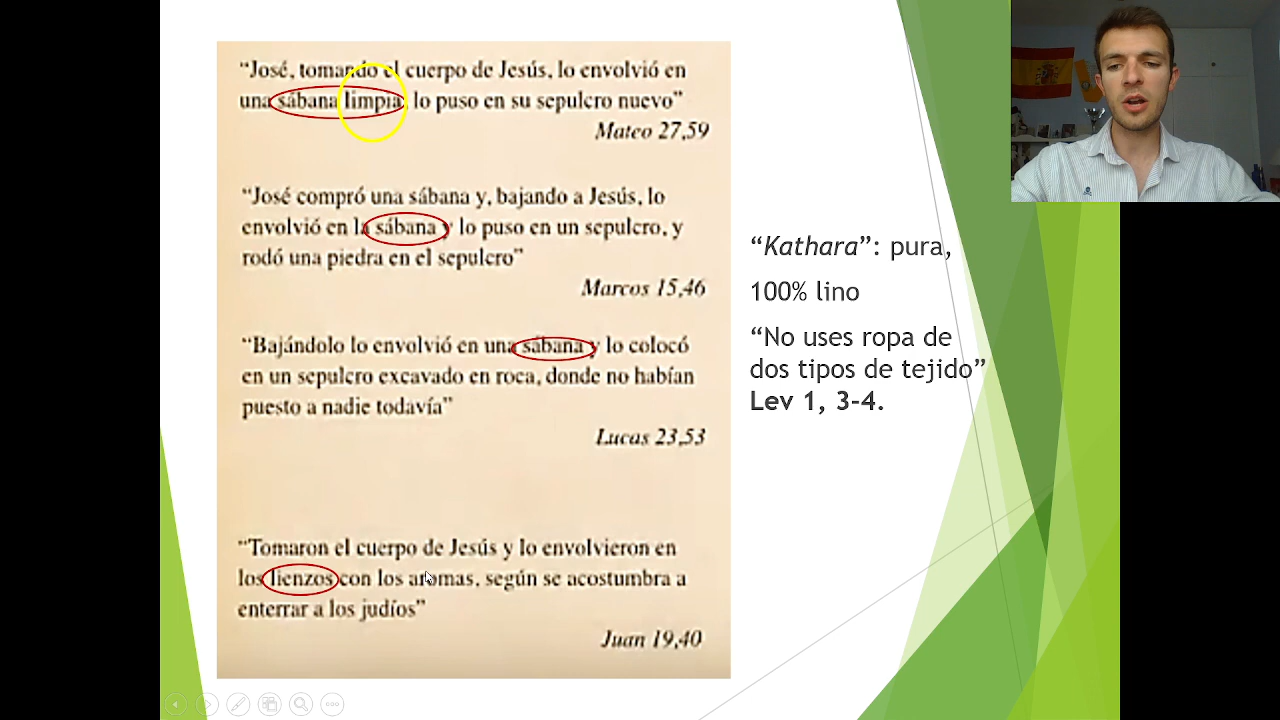 “José, tomando el cuerpo de Jesús, lo envolvió en
una sábana limpia, lo puso en su sepulcro nuevo”
Mateo 27,59
“José compró una sábana y, bajando a Jesús, lo
envolvió en la sábana y lo puso en un sepulcro, y
rodó una piedra en el sepulcro”
Marcos 15,46
“Bajándolo lo envolvió en una sábana y lo colocó
en un sepulcro excavado en roca, donde no habían
puesto a nadie todavía”
Lucas 23,53
“Tomaron el cuerpo de Jesús y lo envolvieron en
los lienzos con los aromas, según se acostumbra a
enterrar a los judíos”
Juan 19,40
“Kathara”: pura,
100% lino
“No uses ropa de
dos tipos de tejido”
Lev 1, 3-4.